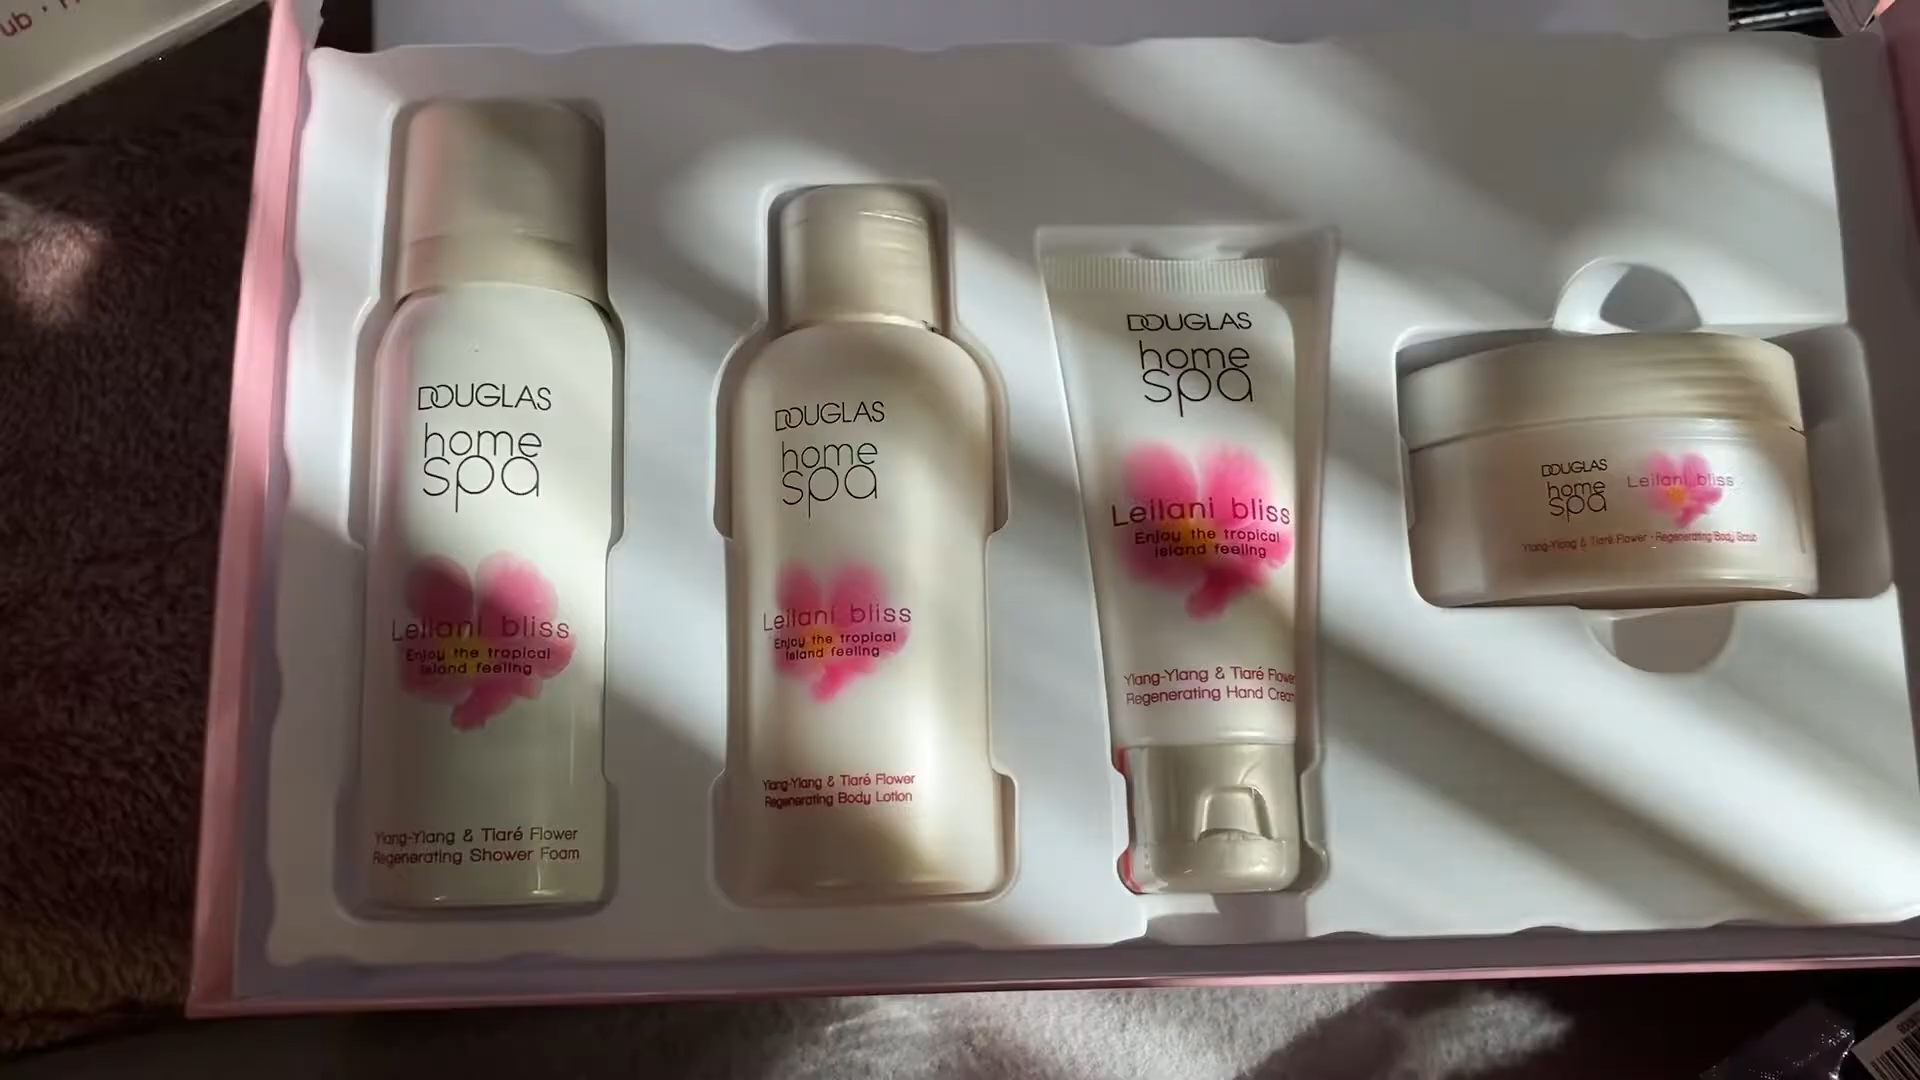 ub
DOUGLAS
home
spa
Leilani bliss
Enjoy the tropical
island feeling
Ylang-Ylang & Tiaré Flower
Regenerating Shower Foam
DOUGLAS
home
spa
Leilani bliss
Enjoy the tropical
island feeling
Ylang-Ylang & Tiaré Flower
Regenerating Body Lotion
DOUGLAS
home
spa
Leilani bliss
Enjoy the tropical
island feeling
Ylang-Ylang & Tiaré Flower
Regenerating Hand Cream
DOUGLAS
home
spa
Leilani bliss
Ylang-Ylang & Tiaré Flower - Regenerating Body Scrub